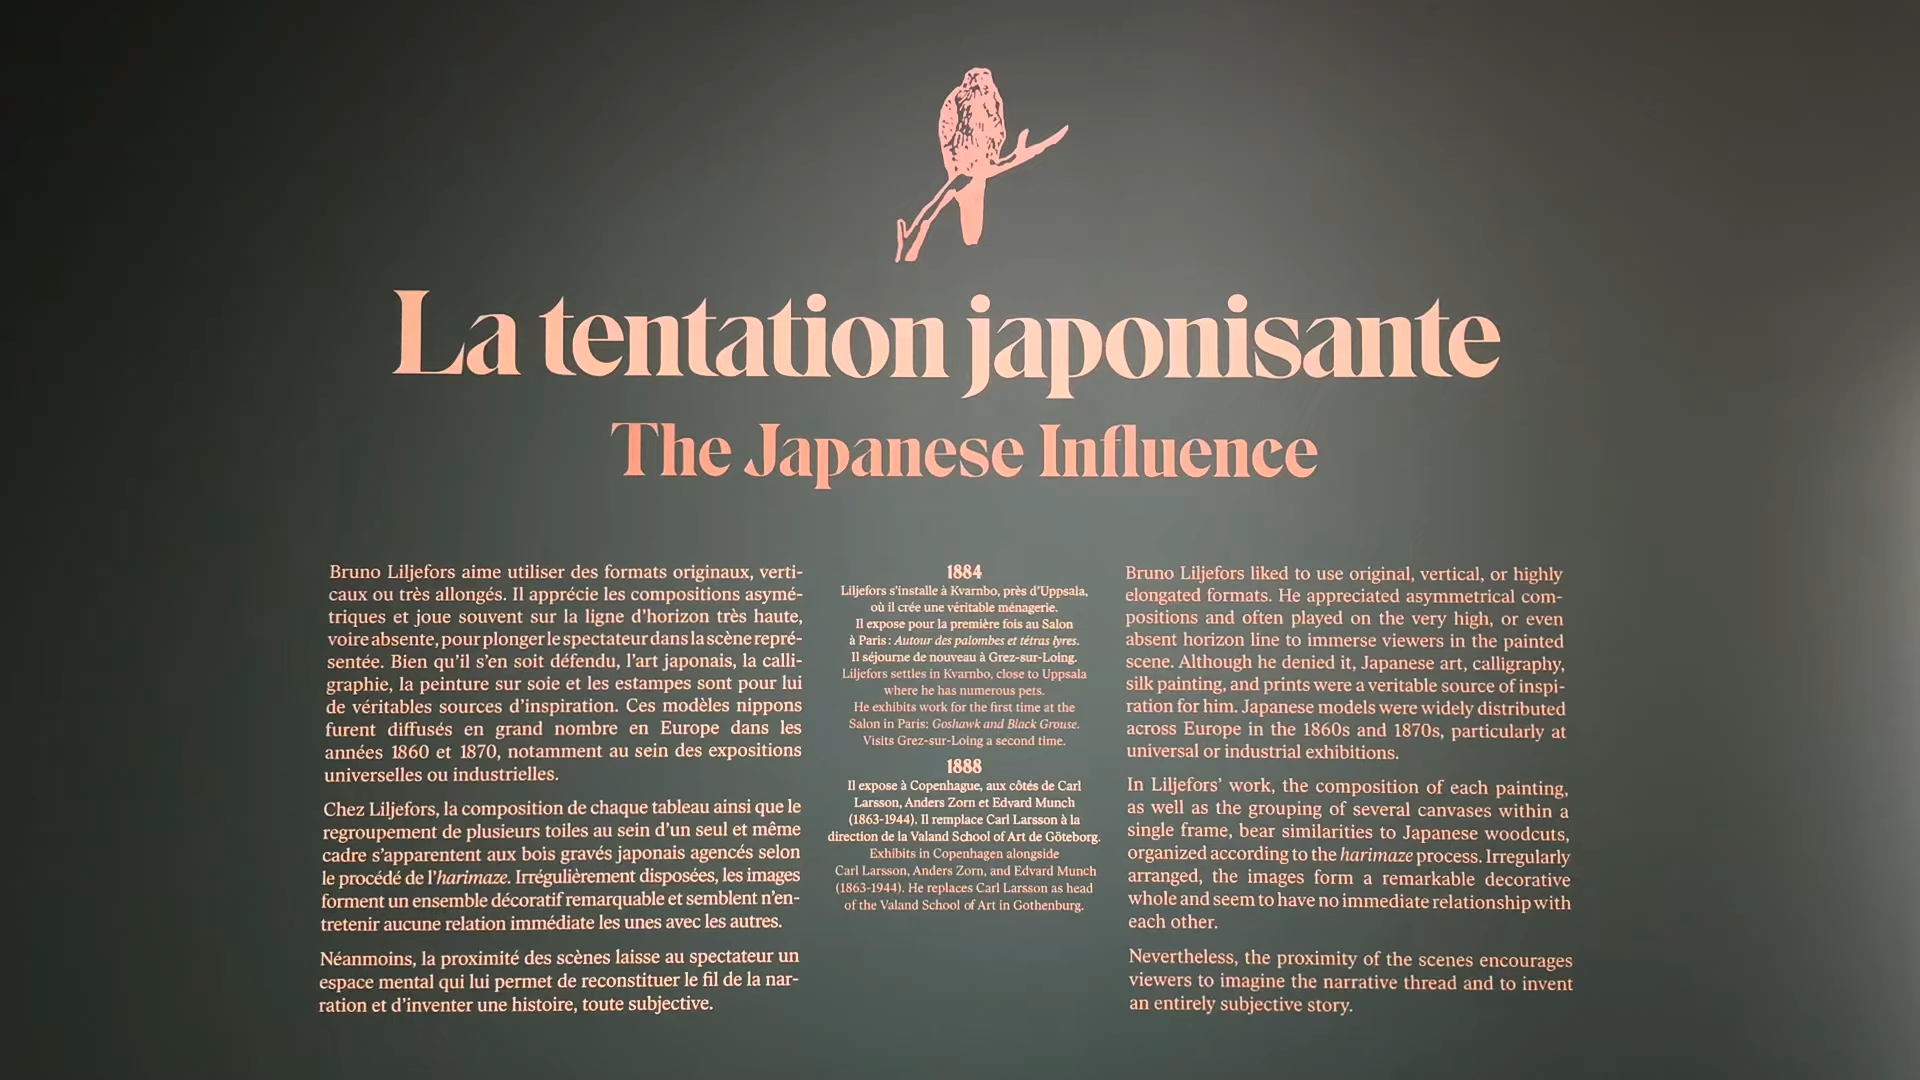 La tentation japonisante
The Japanese Influence
Bruno Liljefors aime utiliser des formats originaux, verti-
caux ou très allongés. Il apprécie les compositions asymé-
triques et joue souvent sur la ligne d'horizon très haute,
voire absente, pour plonger le spectateur dans la scène repré-
sentée. Bien qu'il s'en soit défendu, l'art japonais, la calli-
graphie, la peinture sur soie et les estampes sont pour lui
de véritables sources d'inspiration. Ces modèles nippons
furent diffusés en grand nombre en Europe dans les
années 1860 et 1870, notamment au sein des expositions
universelles ou industrielles.
Chez Liljefors, la composition de chaque tableau ainsi que le
regroupement de plusieurs toiles au sein d'un seul et même
cadre s'apparentent aux bois gravés japonais agencés selon
le procédé de l'harimaze. Irrégulièrement disposées, les images
forment un ensemble décoratif remarquable et semblent n'en-
tretenir aucune relation immédiate les unes avec les autres.
Néanmoins, la proximité des scènes laisse au spectateur un
espace mental qui lui permet de reconstituer le fil de la nar-
ration et d'inventer une histoire, toute subjective.
1884
Liljefors s'installe à Kvarnbo, près d'Uppsala,
où il crée une véritable ménagerie.
Il expose pour la première fois au Salon
à Paris : Autour des palombes et tétras lyres.
Il séjourne de nouveau à Grez-sur-Loing.
Liljefors settles in Kvarnbo, close to Uppsala
where he has numerous pets.
He exhibits work for the first time at the
Salon in Paris: Goshawk and Black Grouse.
Visits Grez-sur-Loing a second time.
1888
Il expose à Copenhague, aux côtés de Carl
Larsson, Anders Zorn et Edvard Munch
(1863-1944). Il remplace Carl Larsson à la
direction de la Valand School of Art de Göteborg.
Exhibits in Copenhagen alongside
Carl Larsson, Anders Zorn, and Edvard Munch
(1863-1944). He replaces Carl Larsson as head
of the Valand School of Art in Gothenburg.
Bruno Liljefors liked to use original, vertical, or highly
elongated formats. He appreciated asymmetrical com-
positions and often played on the very high, or even
absent horizon line to immerse viewers in the painted
scene. Although he denied it, Japanese art, calligraphy,
silk painting, and prints were a veritable source of inspi-
ration for him. Japanese models were widely distributed
across Europe in the 1860s and 1870s, particularly at
universal or industrial exhibitions.
In Liljefors' work, the composition of each painting,
as well as the grouping of several canvases within a
single frame, bear similarities to Japanese woodcuts,
organized according to the harimaze process. Irregularly
arranged, the images form a remarkable decorative
whole and seem to have no immediate relationship with
each other.
Nevertheless, the proximity of the scenes encourages
viewers to imagine the narrative thread and to invent
an entirely subjective story.